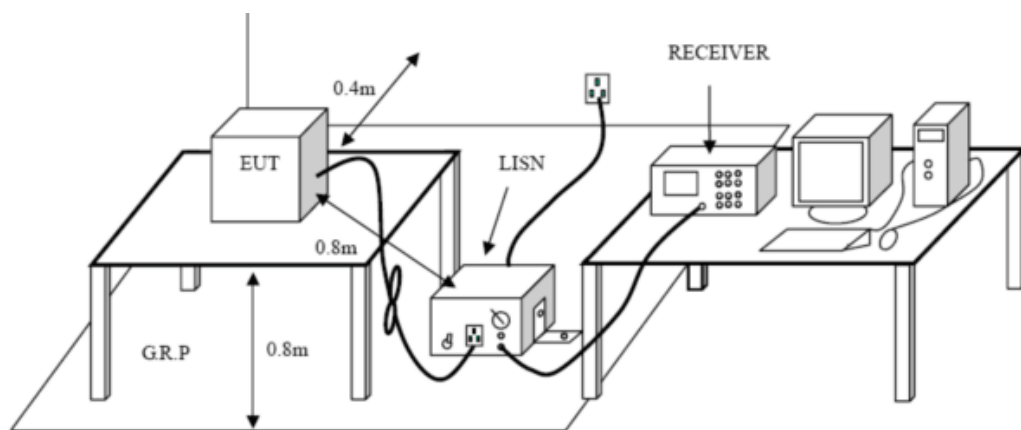 RECEIVER
0.4m
EUT
LISN
0.8m
G.R.P
0.8m